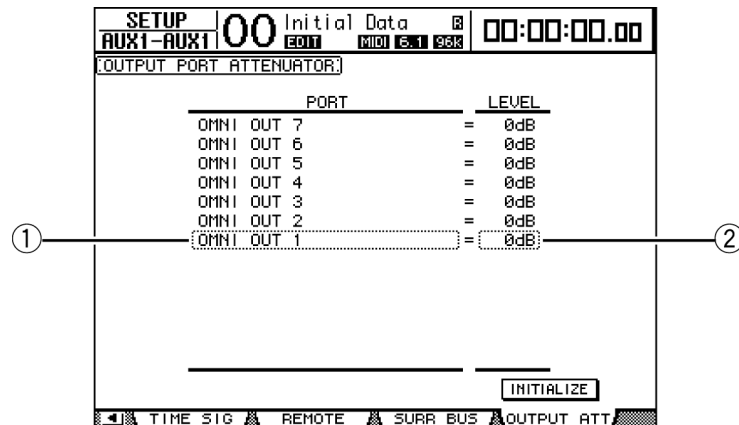 SETUP
AUX1-AUX1
00
Initial Data R
EDIT MIDI 6.1 96k
00:00:00.00
OUTPUT PORT ATTENUATOR
PORT LEVEL
OMNI OUT 7 = 0dB
OMNI OUT 6 = 0dB
OMNI OUT 5 = 0dB
OMNI OUT 4 = 0dB
OMNI OUT 3 = 0dB
OMNI OUT 2 = 0dB
① OMNI OUT 1 = 0dB ②
INITIALIZE
TIME SIG REMOTE SURR BUS OUTPUT ATT